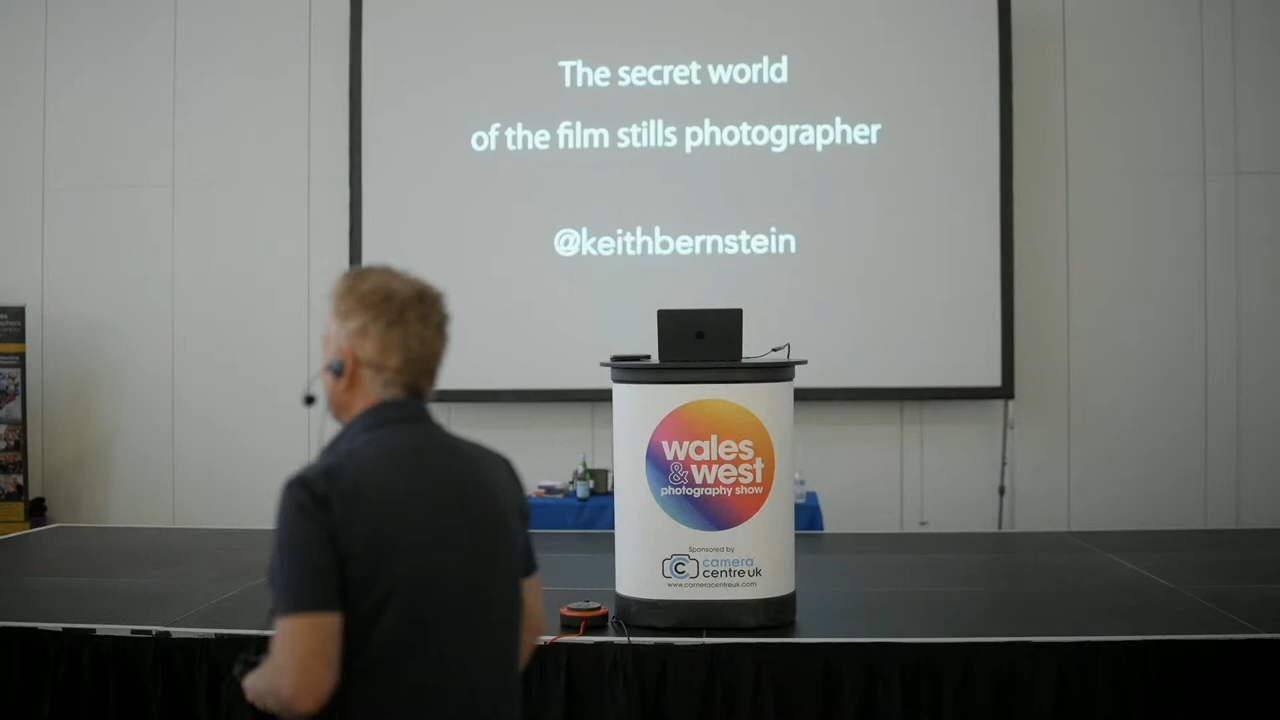 The secret world
of the film stills photographer
@keithbernstein
wales
&west
photography show
Sponsored by
camera
centre uk
www.cameracentreuk.com